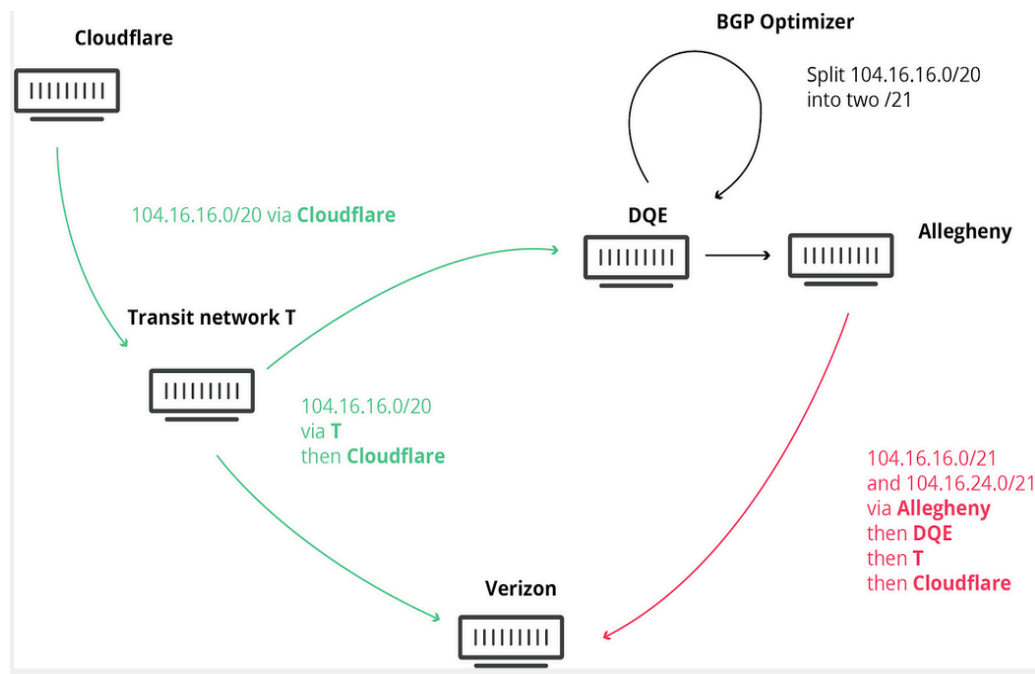 Cloudflare
BGP Optimizer
Split 104.16.16.0/20
into two /21
104.16.16.0/20 via Cloudflare
DQE
Allegheny
Transit network T
104.16.16.0/20
via T
then Cloudflare
104.16.16.0/21
and 104.16.24.0/21
via Allegheny
then DQE
then T
then Cloudflare
Verizon